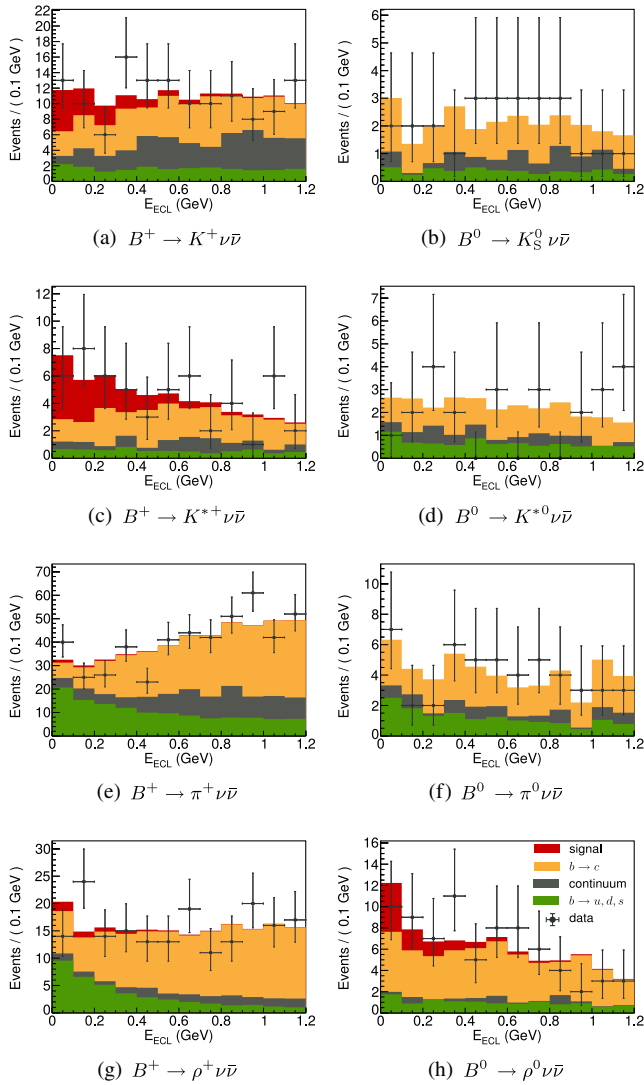 Events / ( 0.1 GeV )
0 2 4 6 8 10 12 14 16 18 20 22
0 0.2 0.4 0.6 0.8 1 1.2
E_ECL (GeV)
(a) B⁺ → K⁺νν̄
Events / ( 0.1 GeV )
0 1 2 3 4 5 6
0 0.2 0.4 0.6 0.8 1 1.2
E_ECL (GeV)
(b) B⁰ → K_S⁰ νν̄
Events / ( 0.1 GeV )
0 2 4 6 8 10 12
0 0.2 0.4 0.6 0.8 1 1.2
E_ECL (GeV)
(c) B⁺ → K*⁺νν̄
Events / ( 0.1 GeV )
0 1 2 3 4 5 6 7
0 0.2 0.4 0.6 0.8 1 1.2
E_ECL (GeV)
(d) B⁰ → K*⁰νν̄
Events / ( 0.1 GeV )
0 10 20 30 40 50 60 70
0 0.2 0.4 0.6 0.8 1 1.2
E_ECL (GeV)
(e) B⁺ → π⁺νν̄
Events / ( 0.1 GeV )
0 2 4 6 8 10
0 0.2 0.4 0.6 0.8 1 1.2
E_ECL (GeV)
(f) B⁰ → π⁰νν̄
Events / ( 0.1 GeV )
0 5 10 15 20 25 30
0 0.2 0.4 0.6 0.8 1 1.2
E_ECL (GeV)
(g) B⁺ → ρ⁺νν̄
Events / ( 0.1 GeV )
0 2 4 6 8 10 12 14 16
signal
b → c
continuum
b → u, d, s
data
0 0.2 0.4 0.6 0.8 1 1.2
E_ECL (GeV)
(h) B⁰ → ρ⁰νν̄